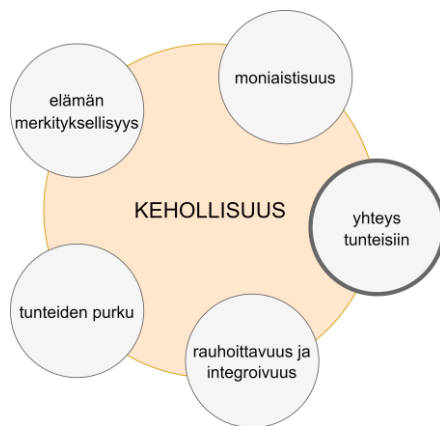 moniaistisuus
elämän
merkityksellisyys
KEHOLLISUUS
yhteys
tunteisiin
tunteiden purku
rauhoittavuus ja
integroivuus